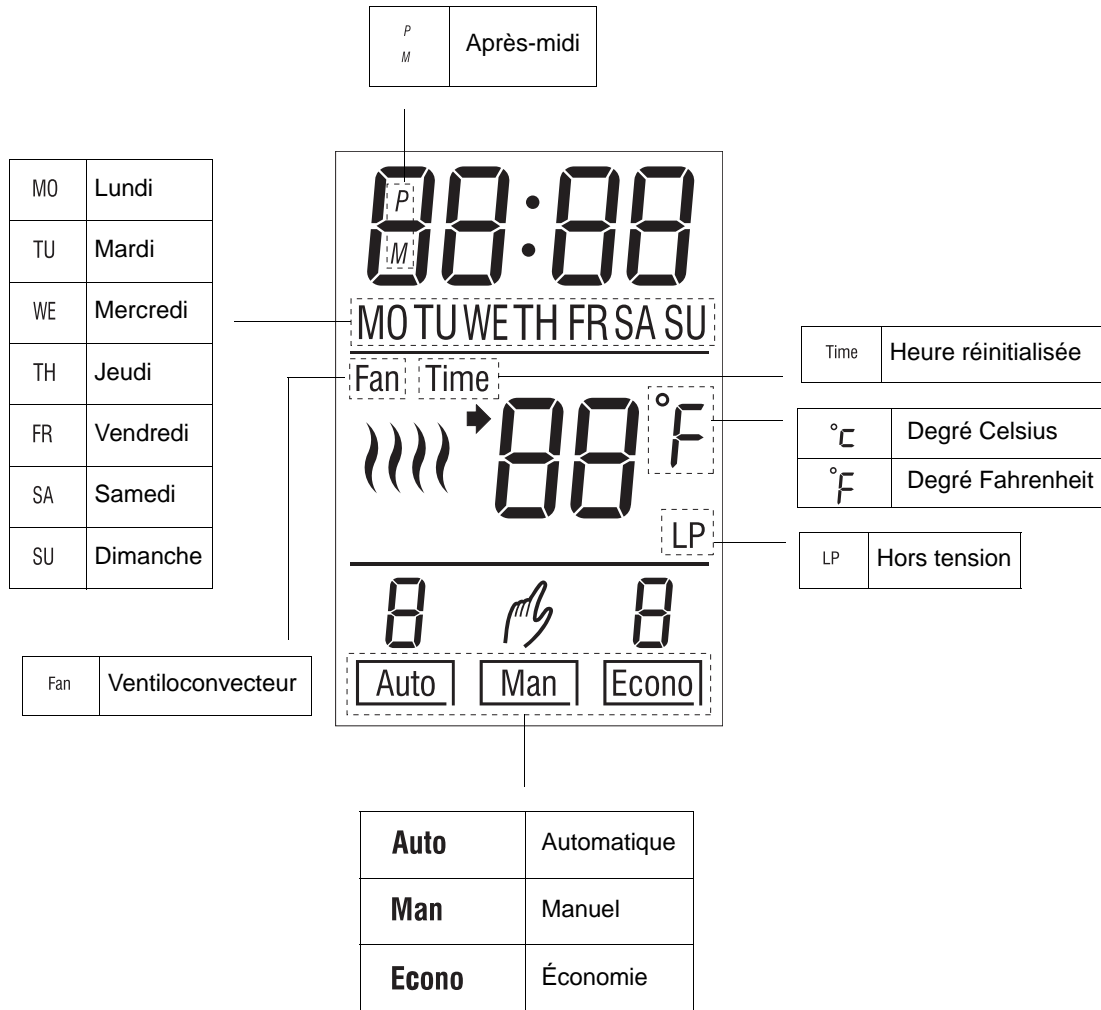 P
M Après-midi
MO Lundi
TU Mardi
WE Mercredi
TH Jeudi
FR Vendredi
SA Samedi
SU Dimanche
88:88
P
M
MO TU WE TH FR SA SU
Fan Time
88 °F
LP
8 8
Auto Man Econo
Time Heure réinitialisée
°C Degré Celsius
°F Degré Fahrenheit
LP Hors tension
Fan Ventiloconvecteur
Auto Automatique
Man Manuel
Econo Économie